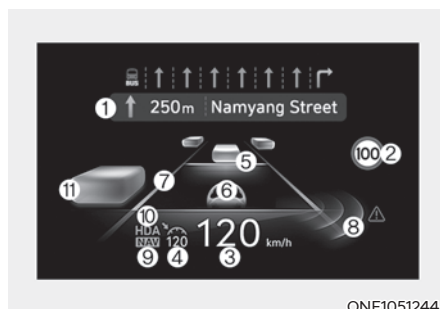 BUS
① 250m Namyang Street
100 ②
⑤
⑪ ⑦ ⑥
⑩ ⑧
HDA 120 km/h
NAV 120
⑨ ④ ③
ONE1051244